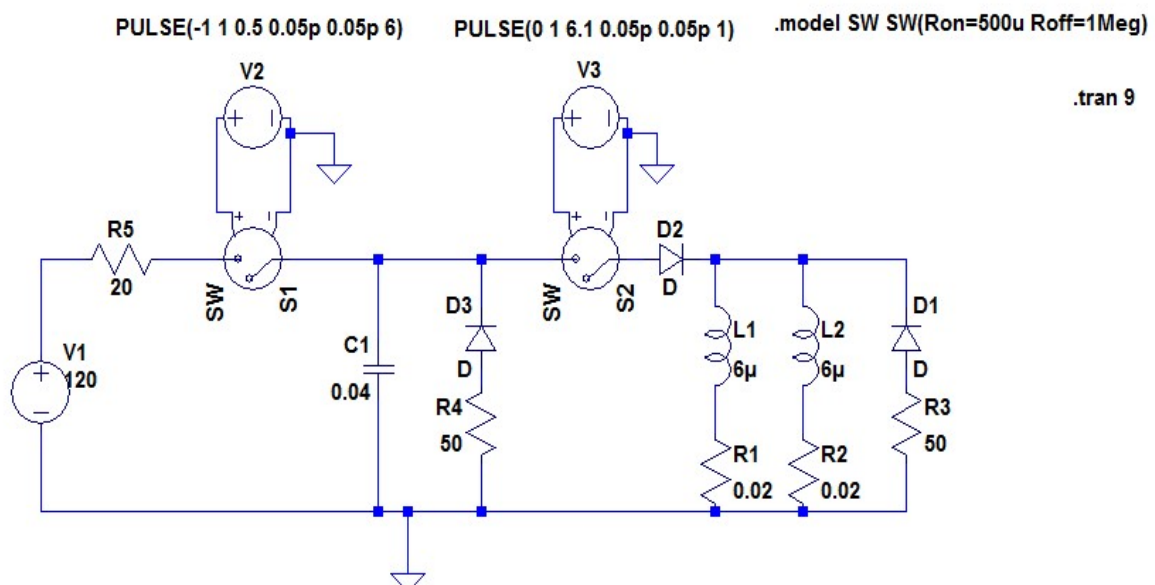 PULSE(-1 1 0.5 0.05p 0.05p 6)
PULSE(0 1 6.1 0.05p 0.05p 1)
.model SW SW(Ron=500u Roff=1Meg)
.tran 9
V2
V3
R5
20
SW
S1
SW
S2
D2
D
V1
120
C1
0.04
D3
D
R4
50
L1
6µ
L2
6µ
D1
D
R1
0.02
R2
0.02
R3
50